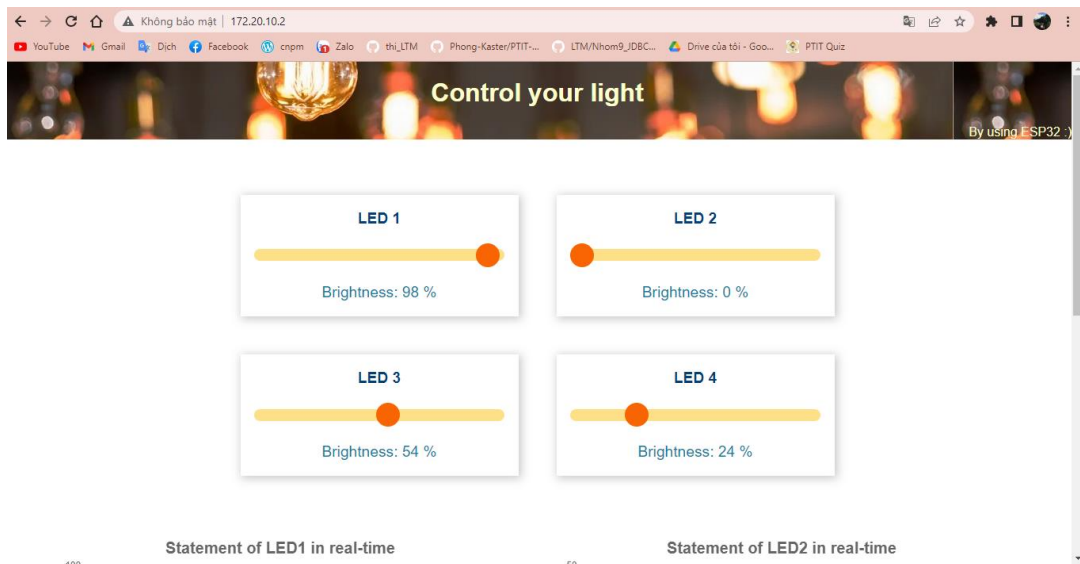 Không bảo mật | 172.20.10.2
YouTube Gmail Dịch Facebook cnpm Zalo thi_LTM Phong-Kaster/PTIT-... LTM/Nhom9_JDBC... Drive của tôi - Goo... PTIT Quiz
Control your light
By using ESP32 :)
LED 1
Brightness: 98 %
LED 2
Brightness: 0 %
LED 3
Brightness: 54 %
LED 4
Brightness: 24 %
Statement of LED1 in real-time
Statement of LED2 in real-time
100
50